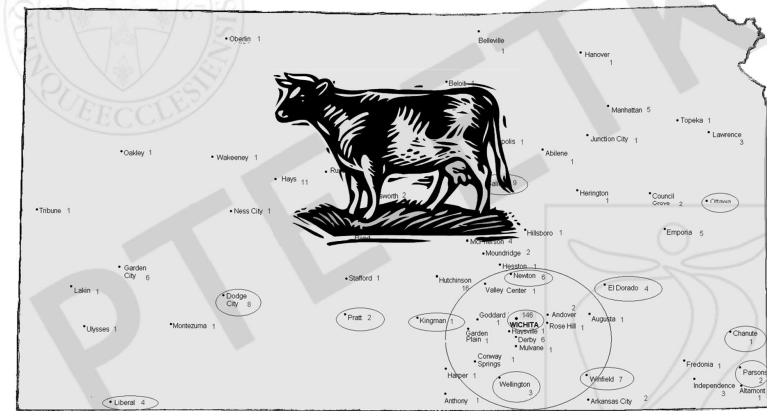 Oberlin 1
Belleville
1
Hanover
1
Beloit
Manhattan 5
Topeka 1
Lawrence
3
Junction City 1
Abilene
1
Oakley 1
Wakeeney 1
Hays 11
9
Herington
1
Council
Grove 2
Ottawa
Tribune 1
Ness City 1
Hillsboro 1
Emporia 5
McPherson 4
Moundridge 2
Hesston 1
Garden
City 6
Stafford 1
Hutchinson
16
Newton 6
Valley Center 1
El Dorado 4
Lakin 1
Dodge
City 8
Pratt 2
Kingman 1
Goddard
1
146
WICHITA
2
Andover
Rose Hill 1
Augusta 1
Ulysses 1
Montezuma 1
Garden
Plain 1
Haysville 1
Derby 6
Mulvane 1
Chanute
1
Conway
Springs 1
Fredonia 1
Parsons
2
Harper 1
Wellington
3
Winfield 7
Independence
3
Altamont
1
Liberal 4
Anthony 1
Arkansas City 2
PTE ETK
QUINQUEECCLESIENSIS